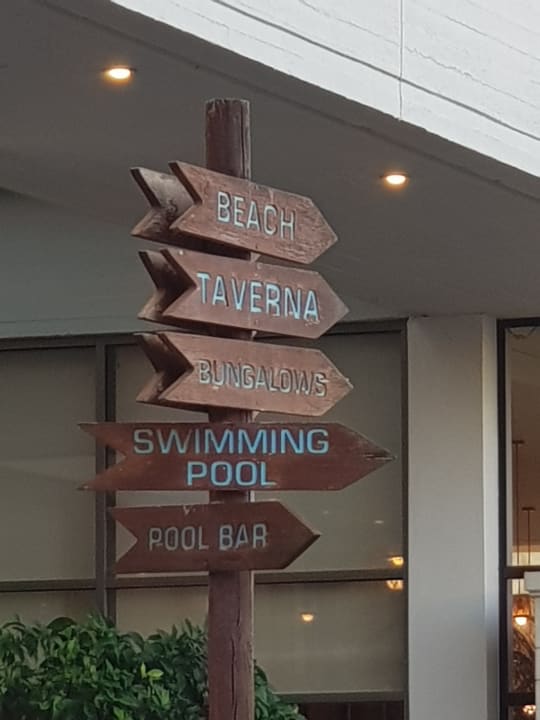 BEACH
TAVERNA
BUNGALOWS
SWIMMING
POOL
POOL BAR